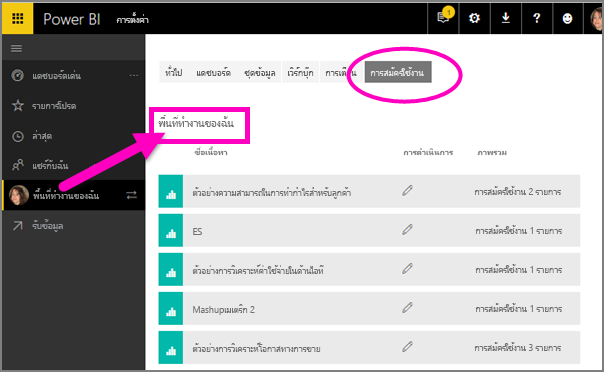 Power BI การตั้งค่า
1
?
แดชบอร์ดเด่น ...
รายการโปรด
ล่าสุด
แชร์กับฉัน
พื้นที่ทำงานของฉัน
รับข้อมูล
ทั่วไป แดชบอร์ด ชุดข้อมูล เวิร์กบุ๊ก การเตือน การสมัครใช้งาน
พื้นที่ทำงานของฉัน
ชื่อเนื้อหา การดำเนินการ ภาพรวม
ตัวอย่างความสามารถในการทำกำไรสำหรับลูกค้า การสมัครใช้งาน 2 รายการ
ES การสมัครใช้งาน 1 รายการ
ตัวอย่างการวิเคราะห์ค่าใช้จ่ายในด้านไอที การสมัครใช้งาน 1 รายการ
Mashupเมตริก 2 การสมัครใช้งาน 1 รายการ
ตัวอย่างการวิเคราะห์โอกาสทางการขาย การสมัครใช้งาน 3 รายการ